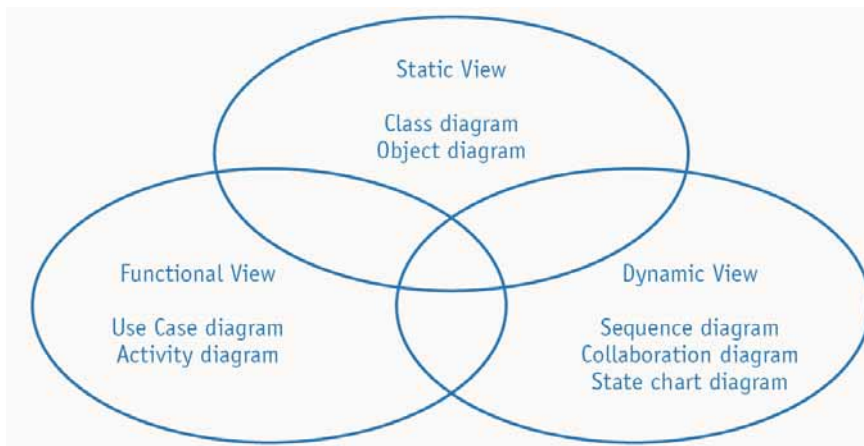 Static View
Class diagram
Object diagram
Functional View
Use Case diagram
Activity diagram
Dynamic View
Sequence diagram
Collaboration diagram
State chart diagram